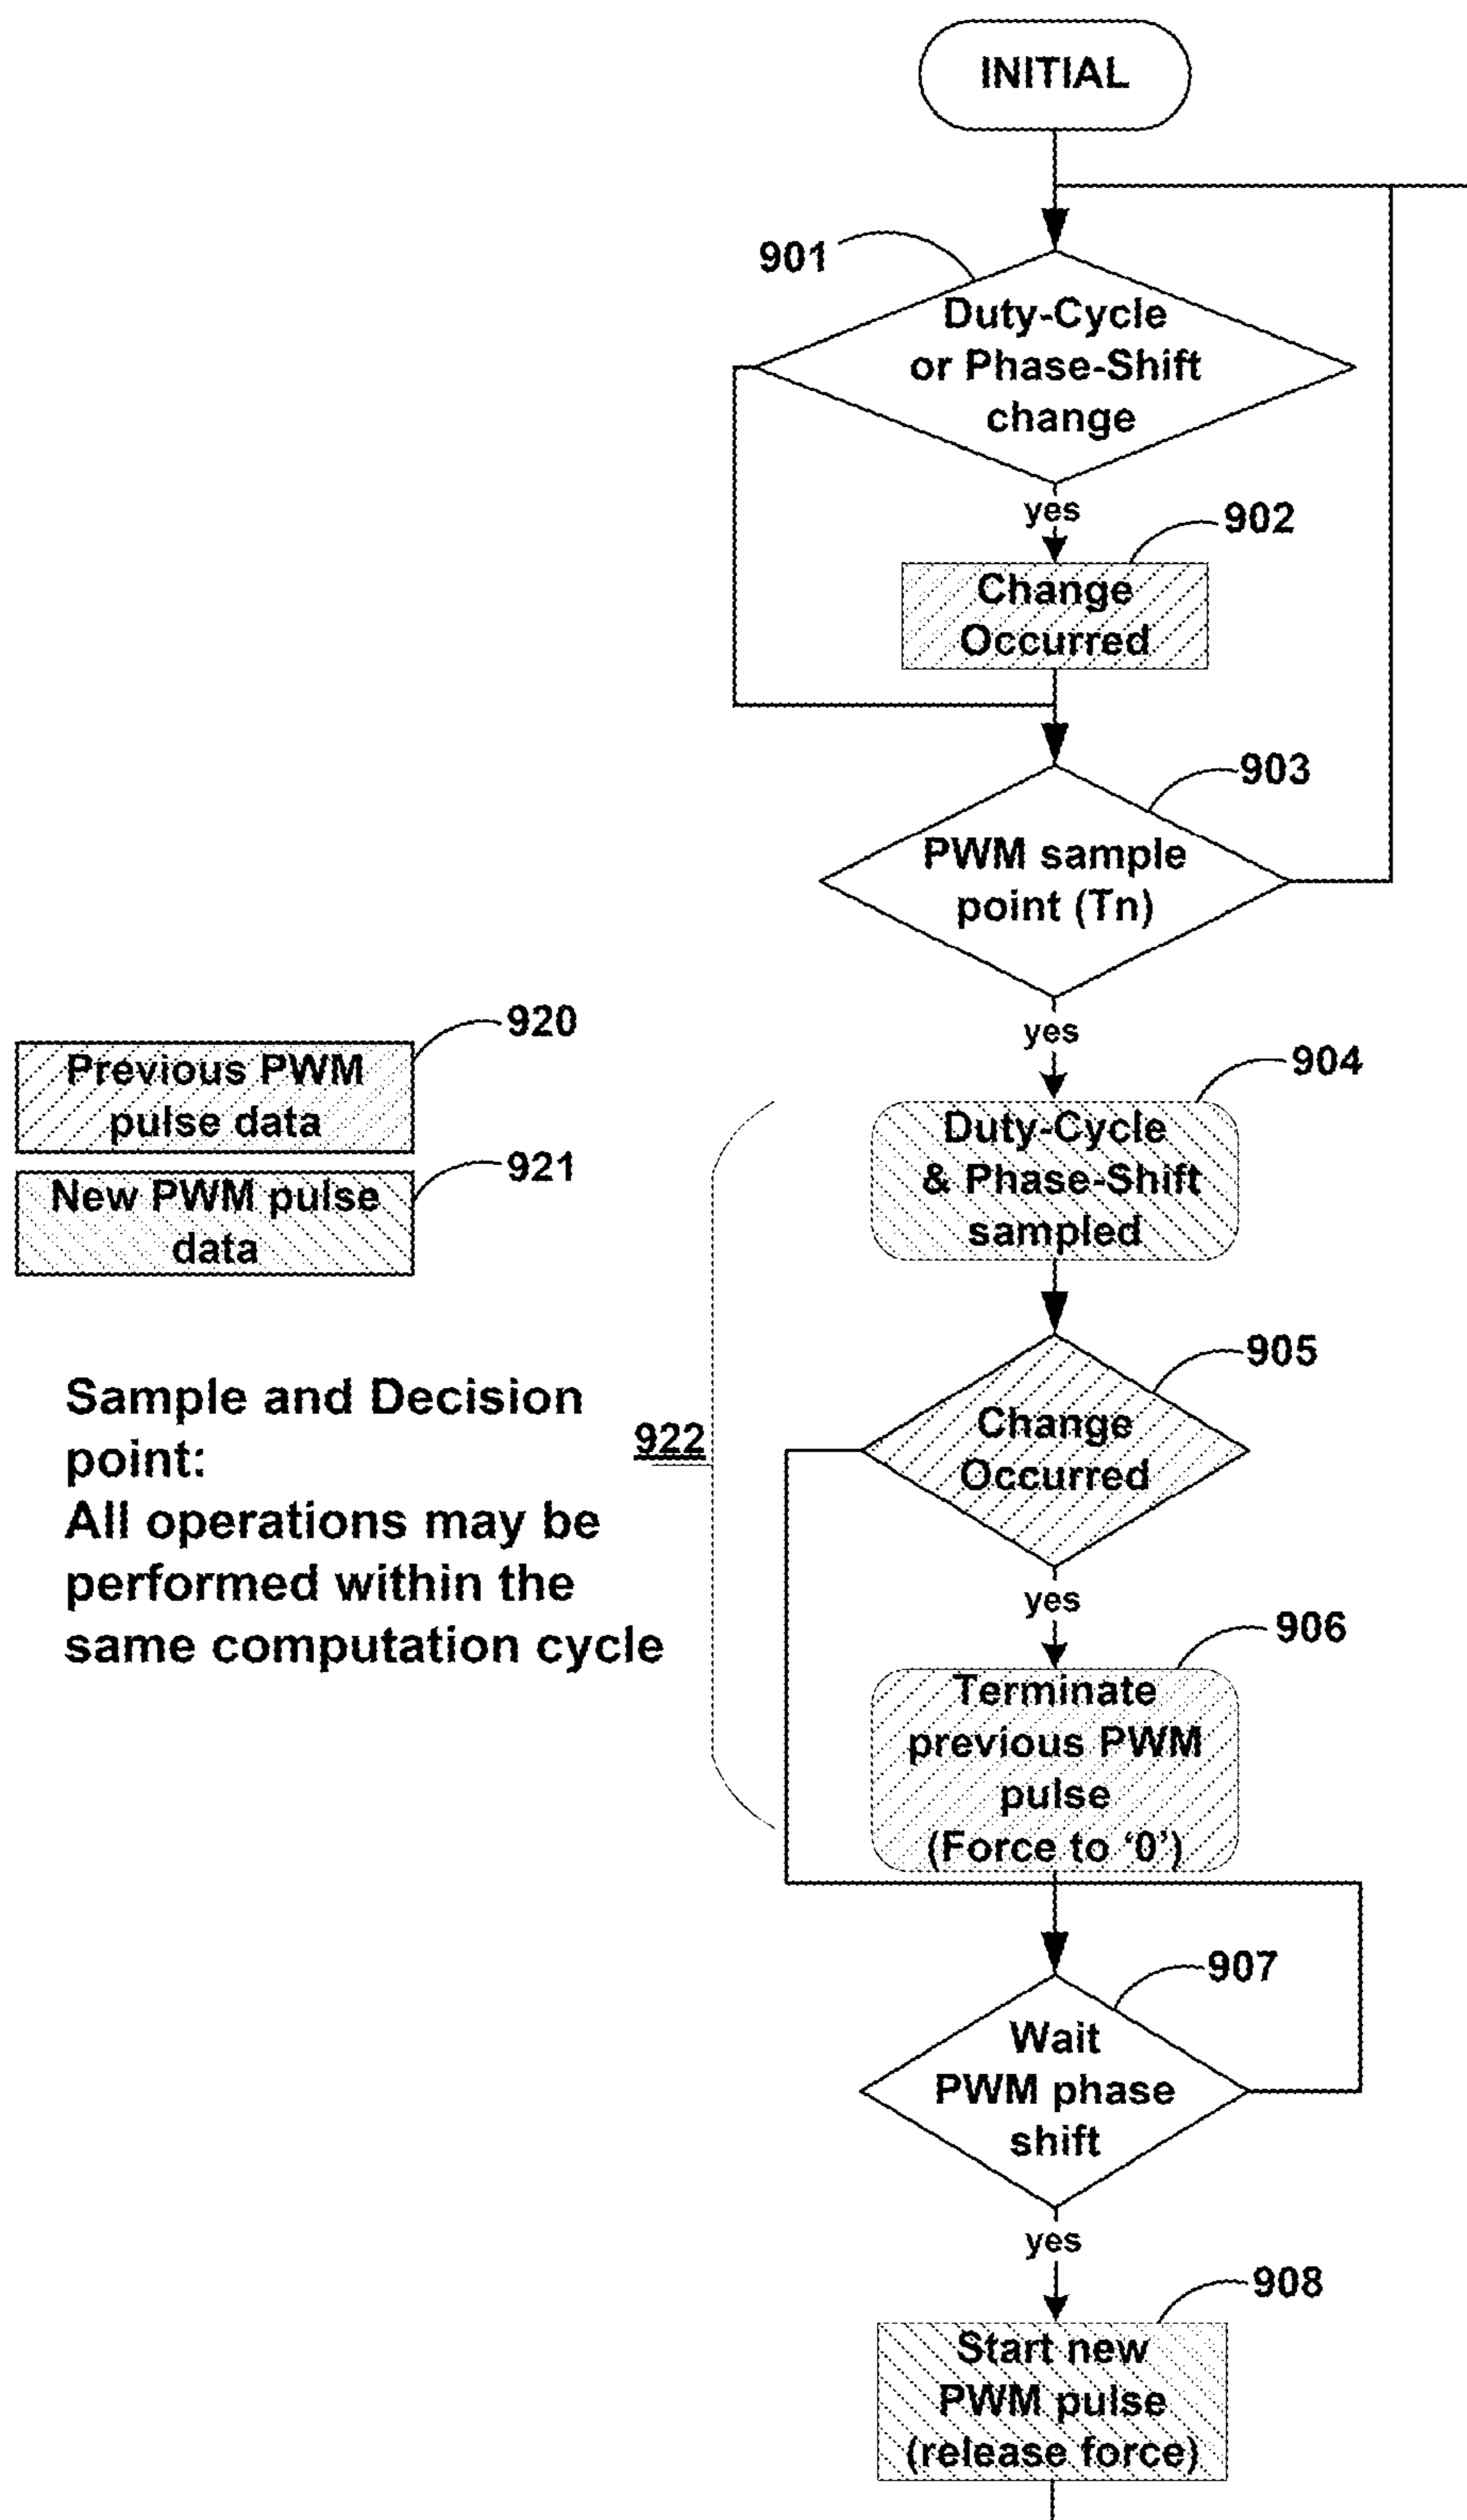 INITIAL
901
Duty-Cycle
or Phase-Shift
change
yes
902
Change
Occurred
903
PWM sample
point (Tn)
yes
920
Previous PWM
pulse data
921
New PWM pulse
data
904
Duty-Cycle
& Phase-Shift
sampled
905
Change
Occurred
Sample and Decision
point:
All operations may be
performed within the
same computation cycle
922
yes
906
Terminate
previous PWM
pulse
(Force to ‘0’)
907
Wait
PWM phase
shift
yes
908
Start new
PWM pulse
(release force)